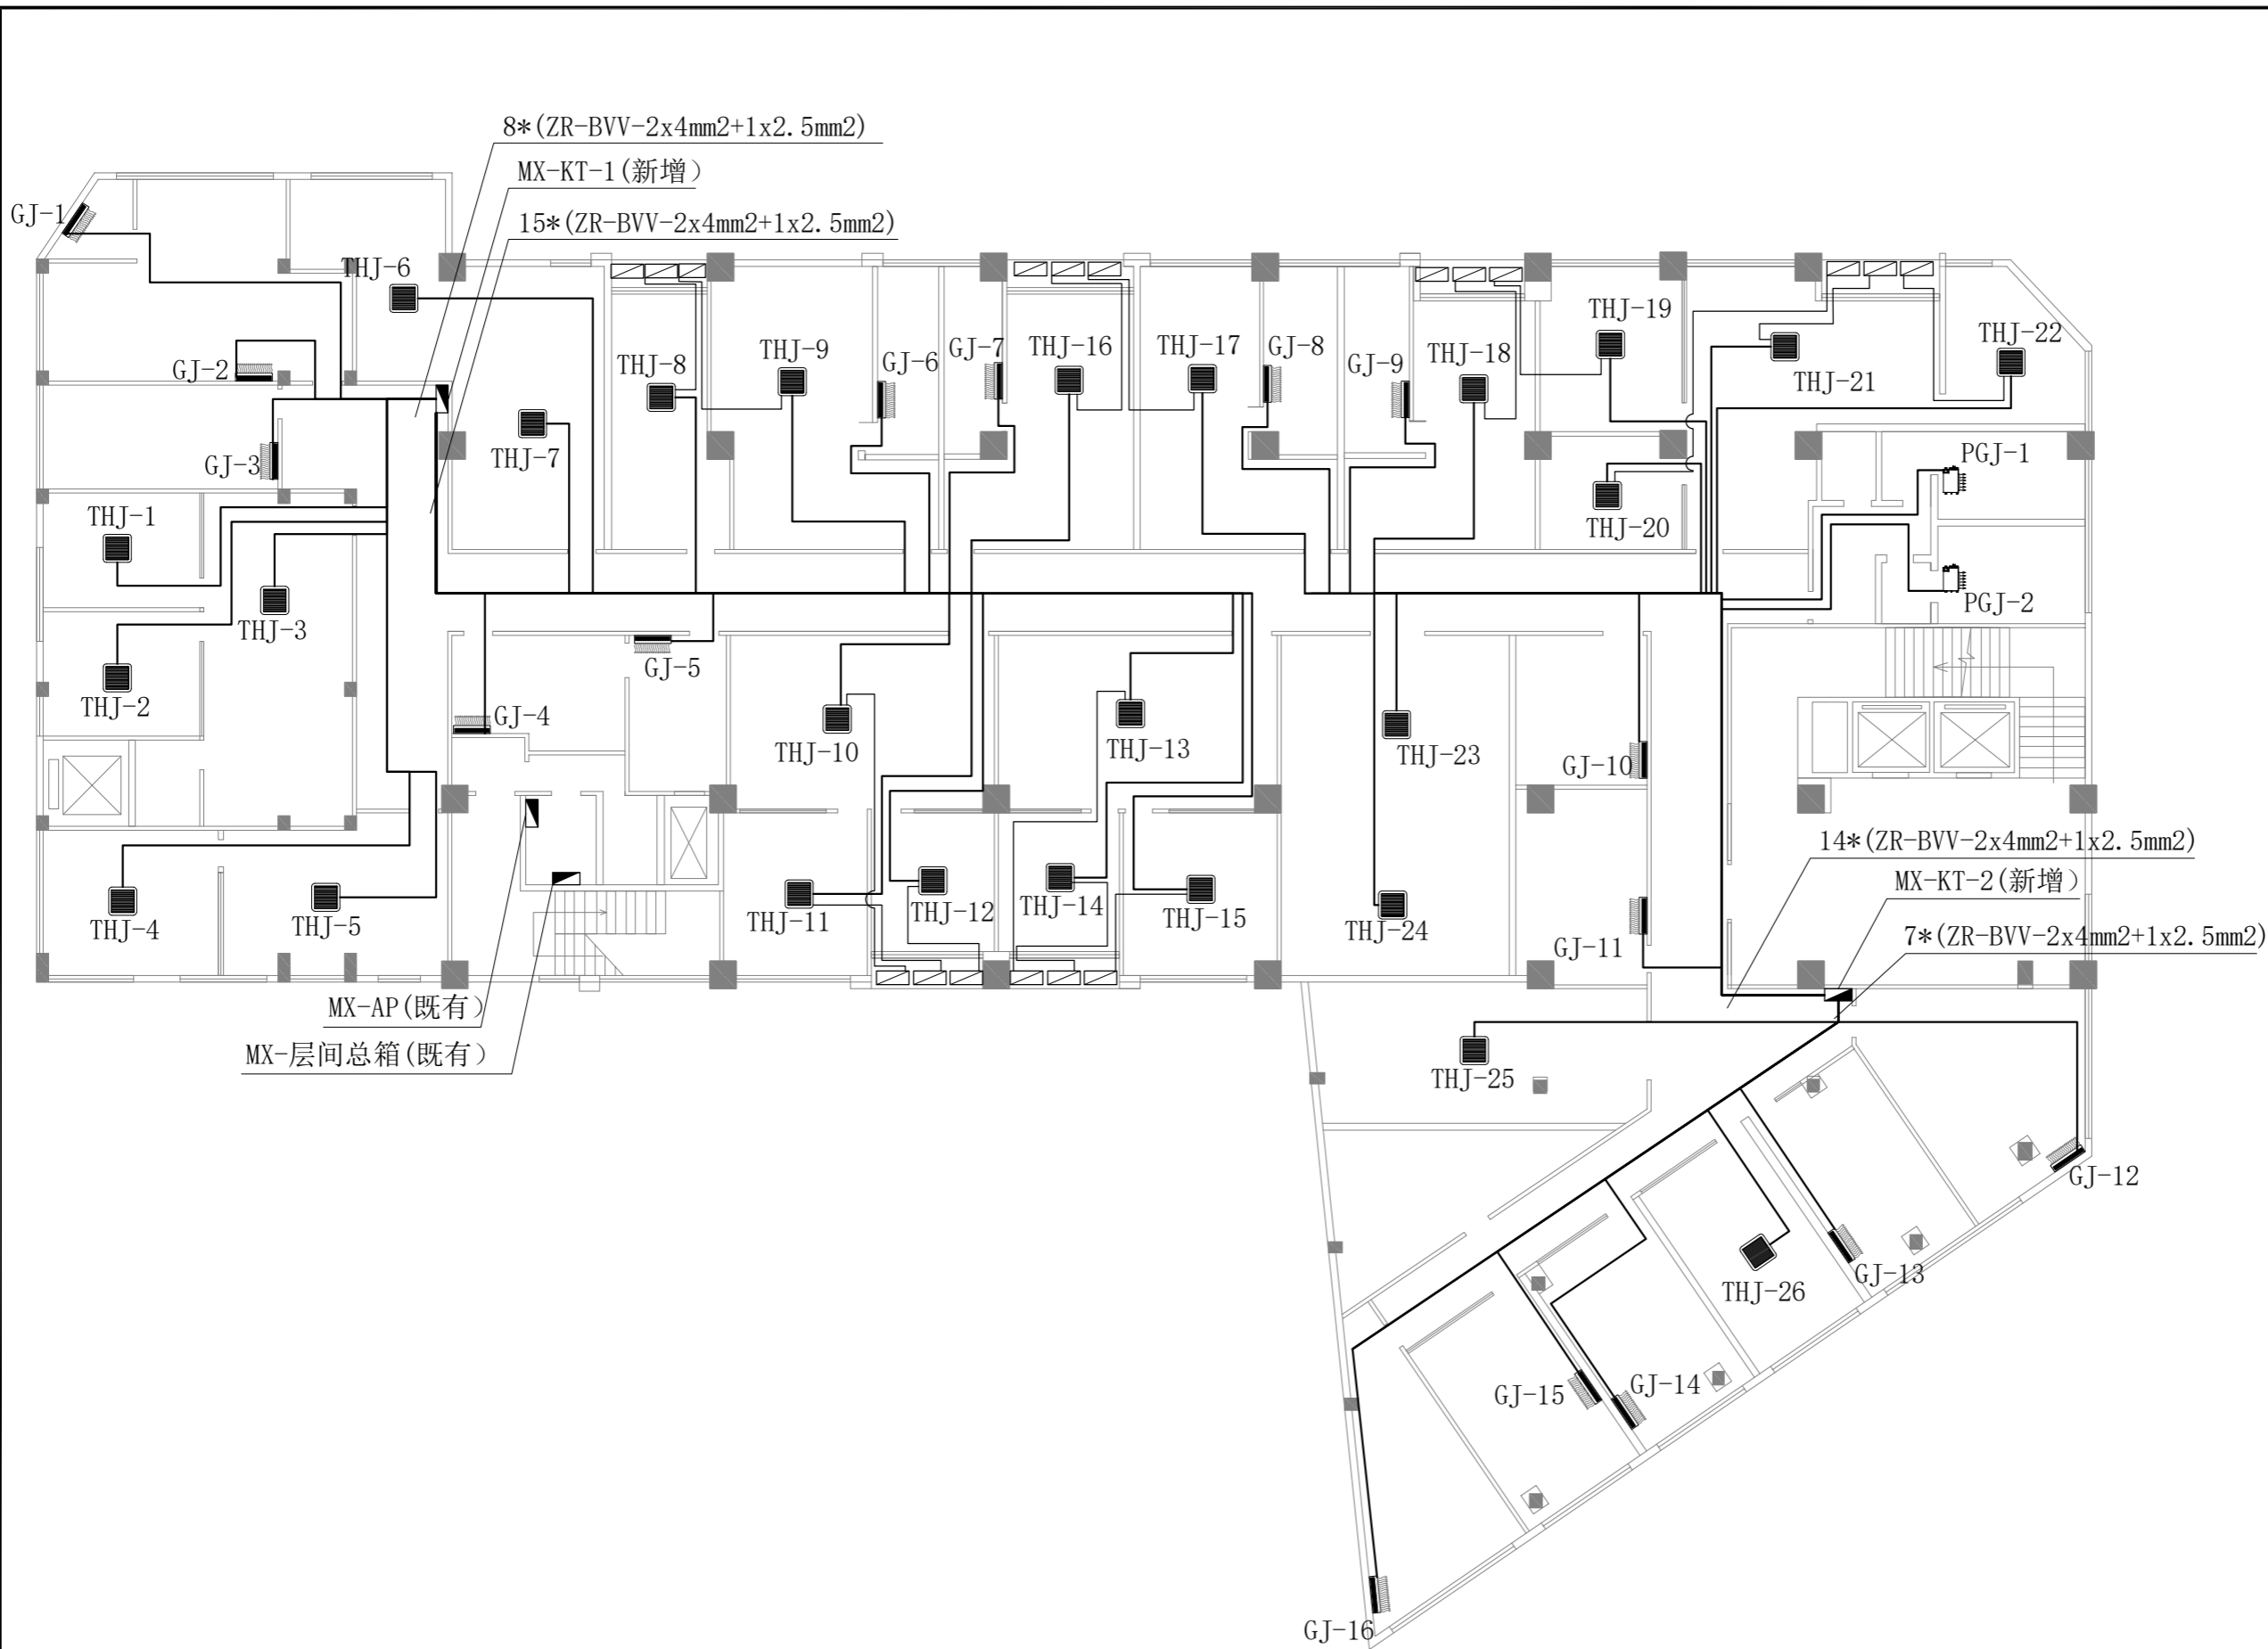 8*(ZR-BVV-2x4mm2+1x2.5mm2)
MX-KT-1(新增)
15*(ZR-BVV-2x4mm2+1x2.5mm2)
GJ-1
THJ-6
GJ-2
GJ-3
THJ-7
THJ-8
THJ-9
GJ-6
GJ-7
THJ-16
THJ-17
GJ-8
GJ-9
THJ-18
THJ-19
THJ-20
THJ-21
THJ-22
PGJ-1
PGJ-2
THJ-1
THJ-3
THJ-2
GJ-5
GJ-4
THJ-10
THJ-13
THJ-23
GJ-10
THJ-4
THJ-5
THJ-11
THJ-12
THJ-14
THJ-15
THJ-24
GJ-11
14*(ZR-BVV-2x4mm2+1x2.5mm2)
MX-KT-2(新增)
7*(ZR-BVV-2x4mm2+1x2.5mm2)
MX-AP(既有)
MX-层间总箱(既有)
THJ-25
GJ-12
GJ-13
THJ-26
GJ-14
GJ-15
GJ-16